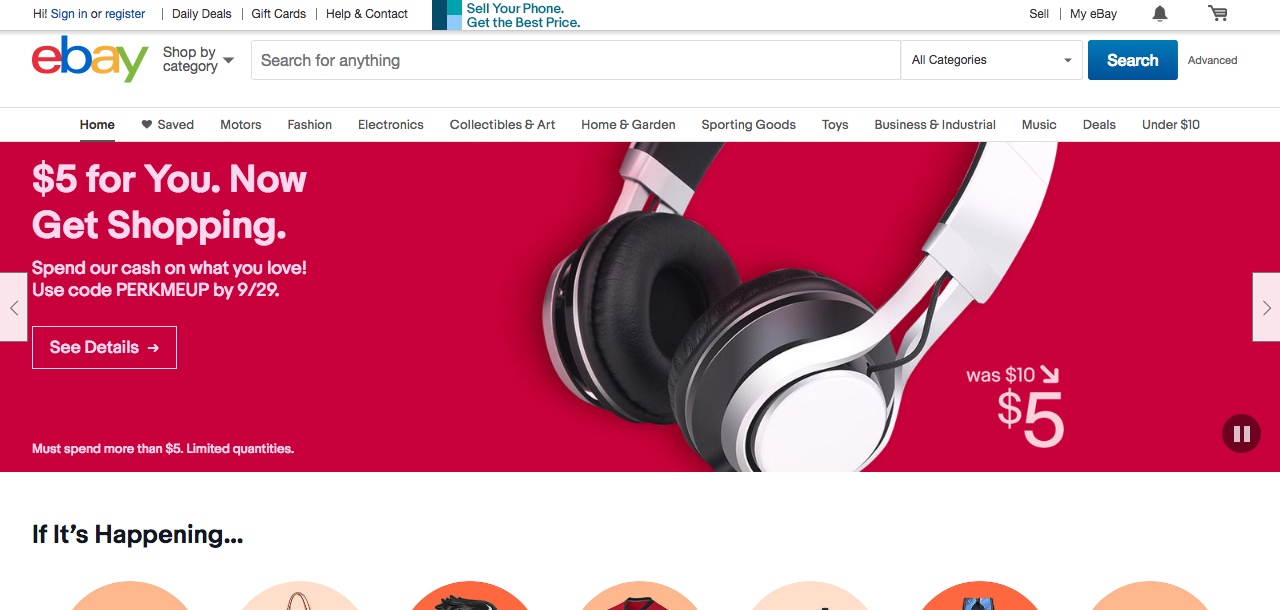 Hi! Sign in or register
Daily Deals
Gift Cards
Help & Contact
Sell Your Phone.
Get the Best Price.
Sell
My eBay
ebay
Shop by
category
Search for anything
All Categories
Search
Advanced
Home
Saved
Motors
Fashion
Electronics
Collectibles & Art
Home & Garden
Sporting Goods
Toys
Business & Industrial
Music
Deals
Under $10
$5 for You. Now
Get Shopping.
Spend our cash on what you love!
Use code PERKMEUP by 9/29.
See Details →
was $10
$5
Must spend more than $5. Limited quantities.
If It's Happening...